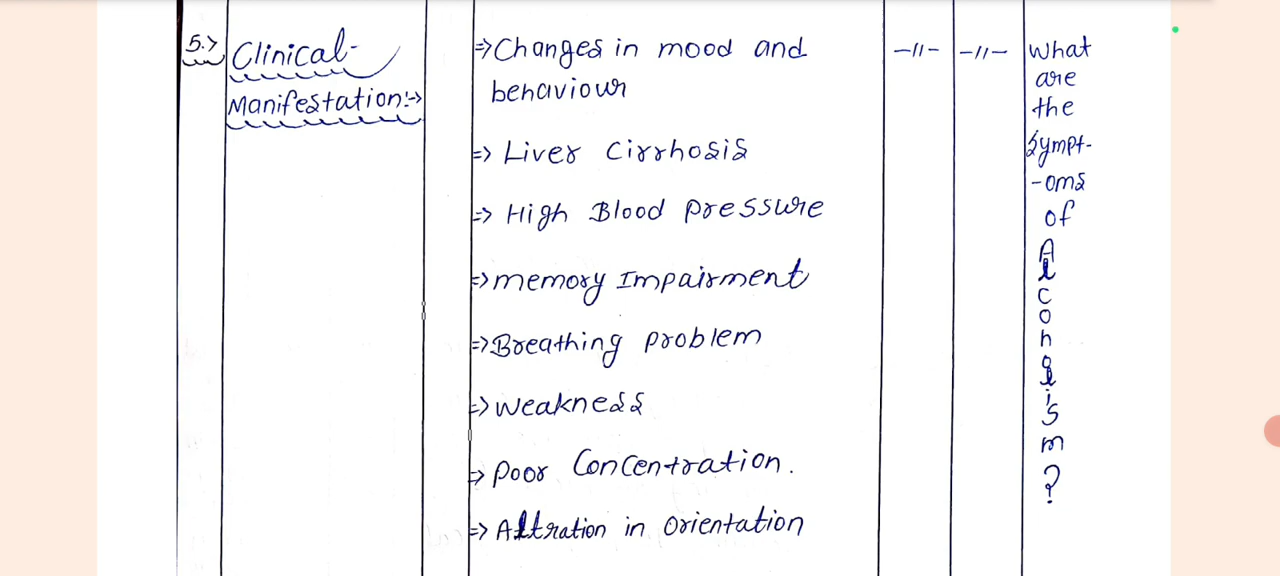 5.> Clinical-
Manifestation:->
=> Changes in mood and
behaviour
=> Liver Cirrhosis
=> High Blood pressure
=> memory Impairment
=> Breathing problem
=> weakness
=> poor Concentration.
=> Altration in orientation
-11-
-11-
What
are
the
Sympt-
-oms
of
A
l
c
o
h
o
l
i
s
m
?